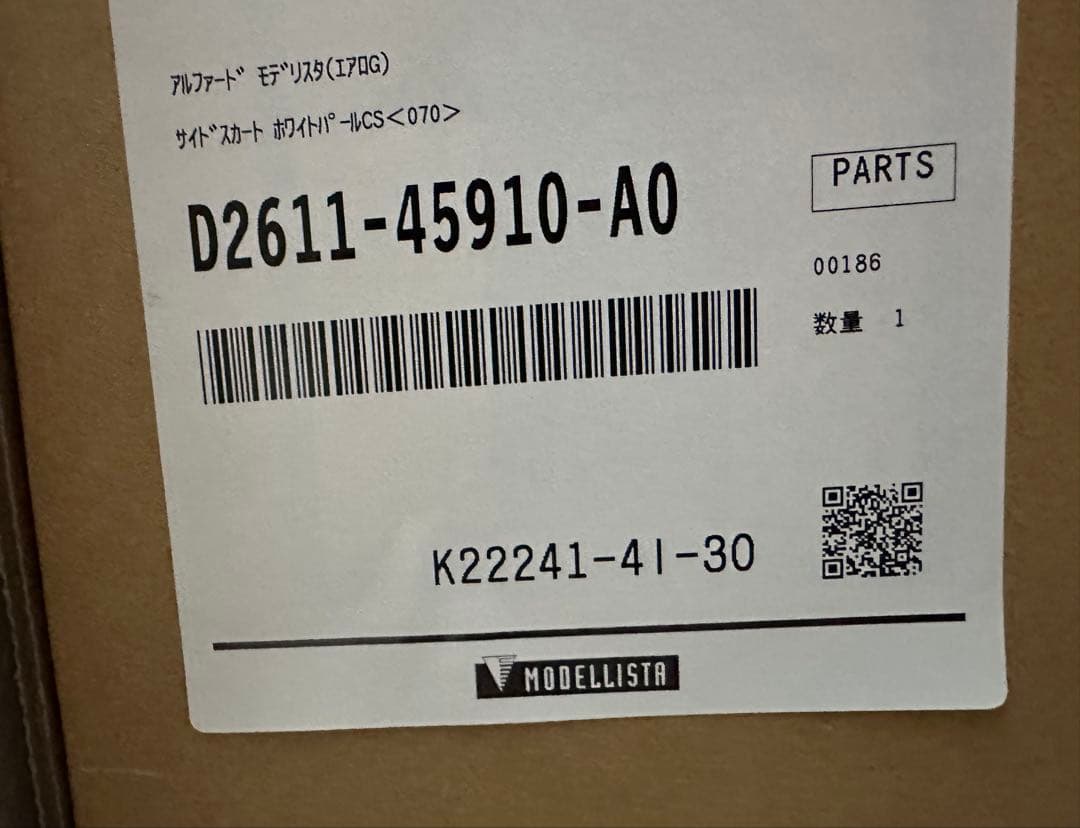 ｱﾙﾌｧｰﾄﾞ ﾓﾃﾞﾘｽﾀ(ｴｱﾛG)
ｻｲﾄﾞｽｶｰﾄ ﾎﾜｲﾄﾊﾟｰﾙCS<070>
D2611-45910-A0
PARTS
00186
数量 1
K22241-41-30
MODELLISTA